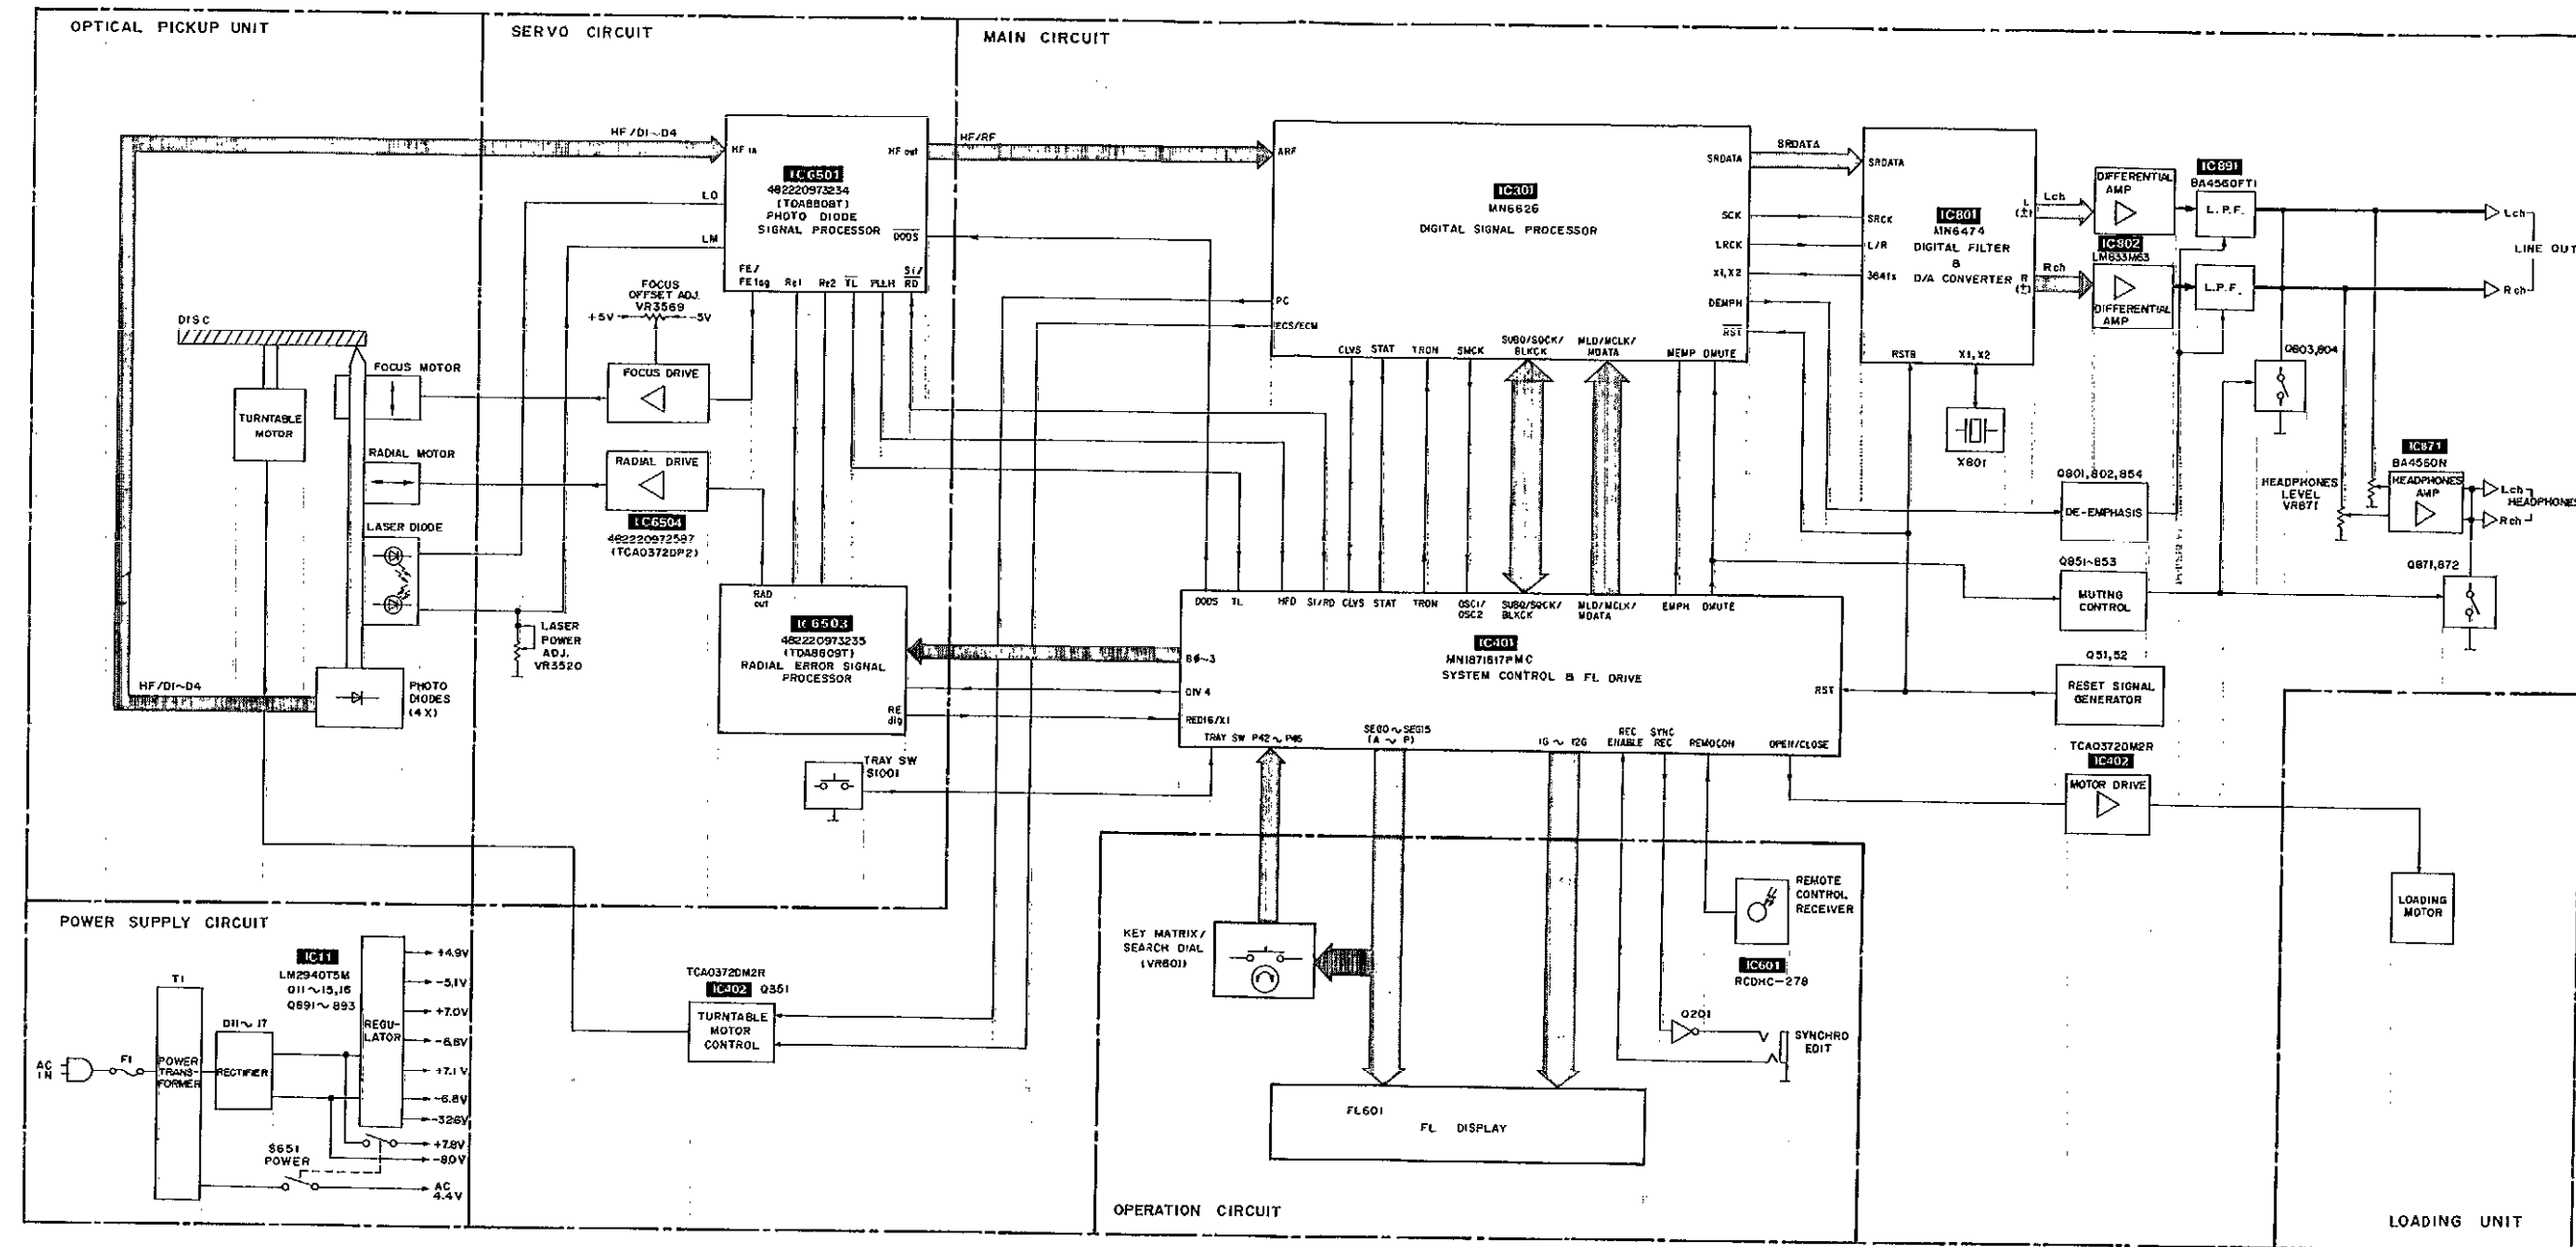 OPTICAL PICKUP UNIT
SERVO CIRCUIT
MAIN CIRCUIT
HF/D1~D4
HF in
HF out
IC6501
482220973234
(TDA8808T)
PHOTO DIODE
SIGNAL PROCESSOR
DODS
LO
LM
FE/
FE lag
Re1
Re2
TL
PLLH
Si/
RD
HF/RF
ARF
SRDATA
IC301
MN6626
DIGITAL SIGNAL PROCESSOR
SCK
LRCK
X1,X2
DEMPH
RST
PC
ECS/ECM
CLVS
STAT
TRON
SMCK
SUBQ/SQCK/
BLKCK
MLD/MCLK/
MDATA
MEMP
DMUTE
SRDATA
SRDATA
IC801
MN6474
DIGITAL FILTER
&
D/A CONVERTER
SRCK
L/R
384fs
L
(±)
R
(±)
RSTB
X1,X2
X801
Lch
Rch
DIFFERENTIAL
AMP
IC802
LM833M63
DIFFERENTIAL
AMP
IC891
BA4560FT1
L.P.F.
L.P.F.
Lch
LINE OUT
Rch
Q803,804
IC871
BA4560N
HEADPHONES
AMP
HEADPHONES
LEVEL
VR871
Lch
HEADPHONES
Rch
Q871,872
Q801,802,854
DE-EMPHASIS
Q851~853
MUTING
CONTROL
Q51,52
RESET SIGNAL
GENERATOR
TCA0372DM2R
IC402
MOTOR DRIVE
LOADING
MOTOR
LOADING UNIT
DISC
TURNTABLE
MOTOR
FOCUS MOTOR
RADIAL MOTOR
LASER DIODE
LASER
POWER
ADJ.
VR3520
HF/D1~D4
PHOTO
DIODES
(4X)
FOCUS
OFFSET ADJ.
VR3569
+5V
-5V
FOCUS DRIVE
RADIAL DRIVE
IC6504
482220972587
(TCA0372DP2)
RAD
out
IC6503
482220973235
(TDA8809T)
RADIAL ERROR SIGNAL
PROCESSOR
RE
dig
TRAY SW
S1001
DODS
TL
HFD
SI/RD
CLVS
STAT
TRON
OSC1/
OSC2
SUBQ/SQCK/
BLKCK
MLD/MCLK/
MDATA
EMPH
DMUTE
IC401
MN1871617PMC
SYSTEM CONTROL & FL DRIVE
B0~3
DIV 4
REDIG/X1
RST
TRAY SW
P42~P45
SEG0~SEG15
(A ~ P)
1G ~ 12G
REC
ENABLE
SYNC
REC
REMOCON
OPEN/CLOSE
POWER SUPPLY CIRCUIT
AC
IN
F1
T1
POWER
TRANS-
FORMER
D11~17
RECTIFIER
IC11
LM2940T5M
Q11~15,16
Q891~893
REGU-
LATOR
+4.9V
-5.1V
+7.0V
-6.8V
+7.1V
-6.8V
-32.6V
+7.8V
-8.0V
AC
4.4V
S651
POWER
TCA0372DM2R
IC402
Q351
TURNTABLE
MOTOR
CONTROL
KEY MATRIX/
SEARCH DIAL
(VR601)
REMOTE
CONTROL
RECEIVER
IC601
RCDHC-278
Q201
SYNCHRO
EDIT
FL601
FL DISPLAY
OPERATION CIRCUIT